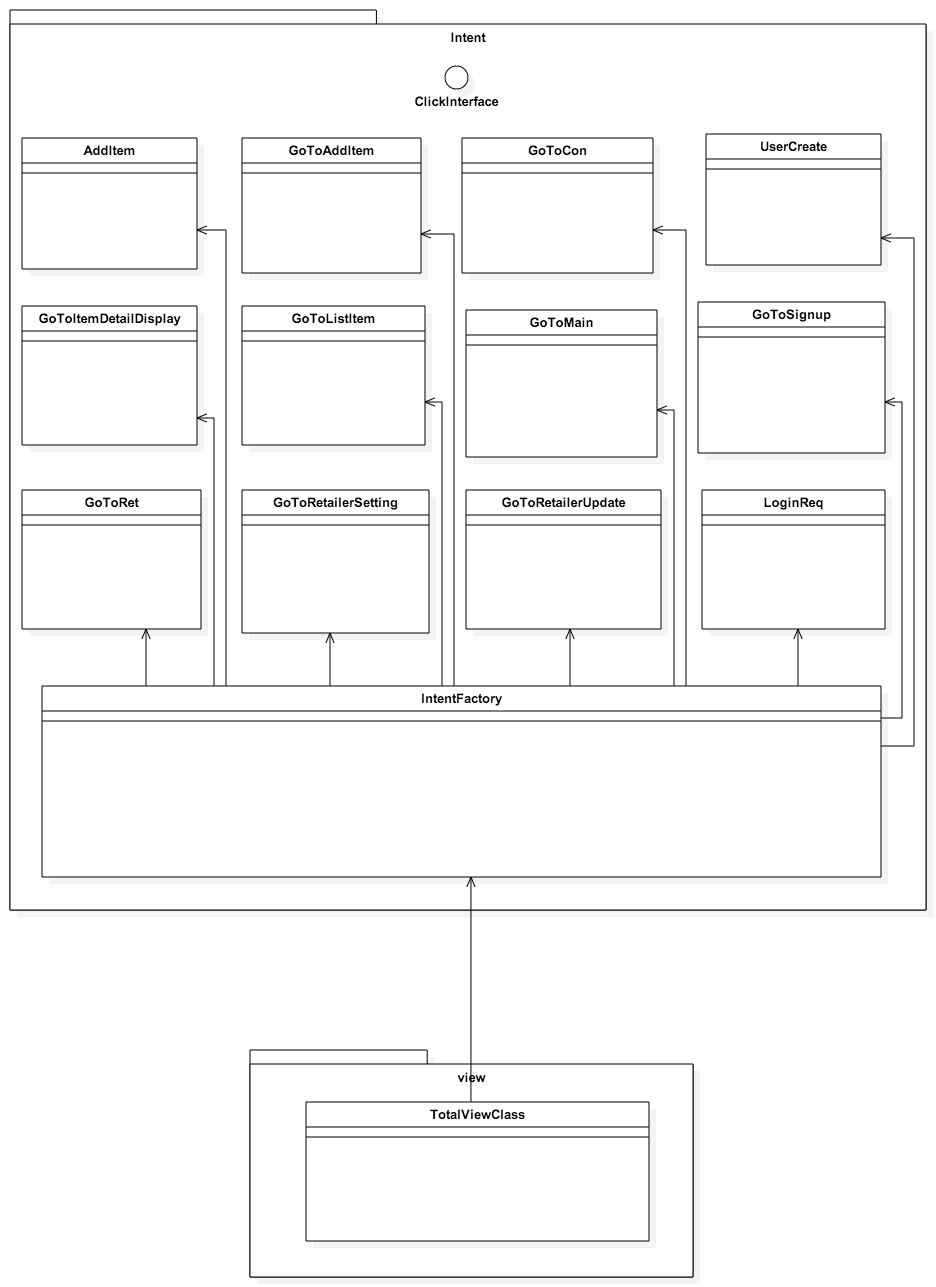 Intent
ClickInterface
AddItem
GoToAddItem
GoToCon
UserCreate
GoToItemDetailDisplay
GoToListItem
GoToMain
GoToSignup
GoToRet
GoToRetailerSetting
GoToRetailerUpdate
LoginReq
IntentFactory
view
TotalViewClass